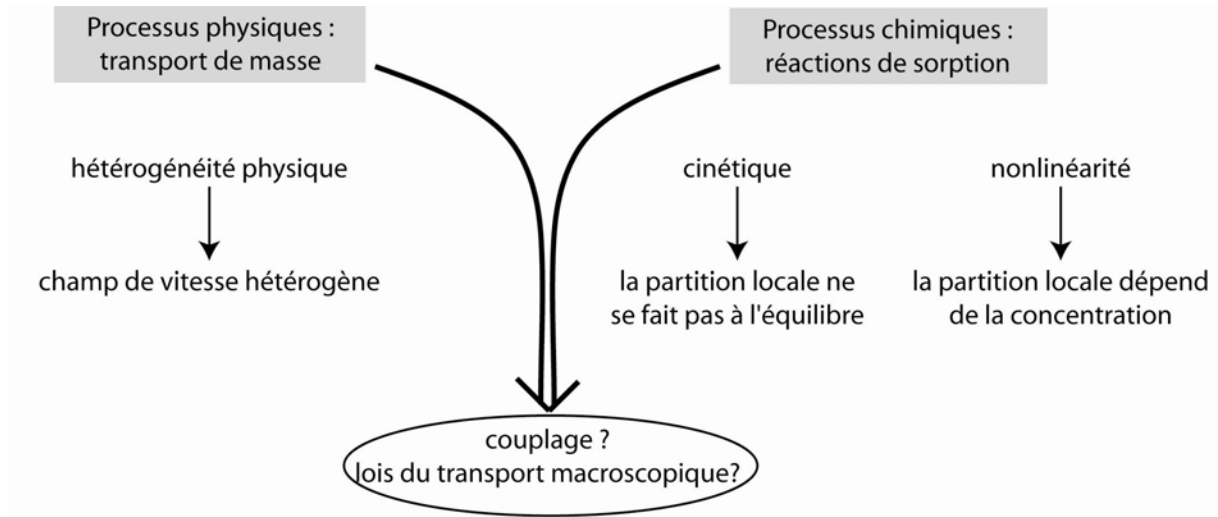 Processus physiques :
transport de masse
Processus chimiques :
réactions de sorption
hétérogénéité physique
champ de vitesse hétérogène
cinétique
la partition locale ne
se fait pas à l'équilibre
nonlinéarité
la partition locale dépend
de la concentration
couplage ?
lois du transport macroscopique?